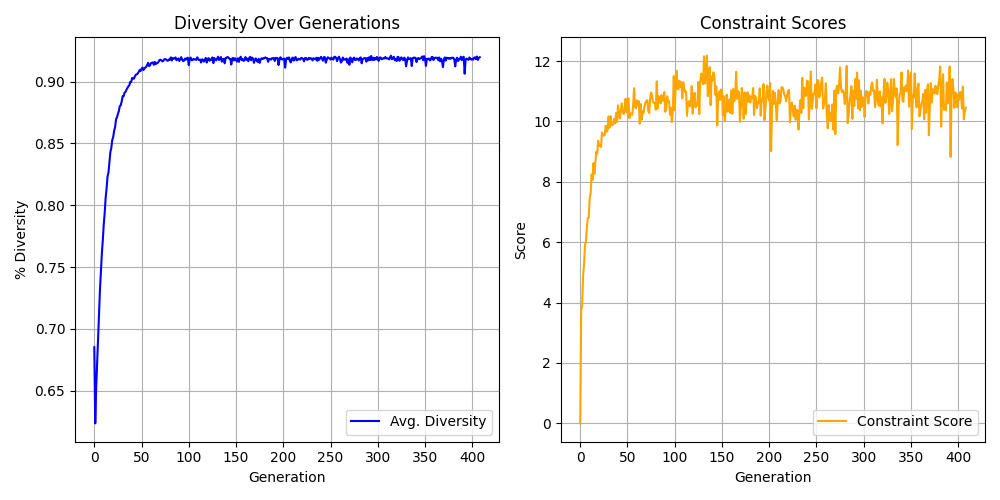 Diversity Over Generations
% Diversity
0.90
0.85
0.80
0.75
0.70
0.65
Avg. Diversity
0 50 100 150 200 250 300 350 400
Generation
Constraint Scores
Score
12
10
8
6
4
2
0
Constraint Score
0 50 100 150 200 250 300 350 400
Generation